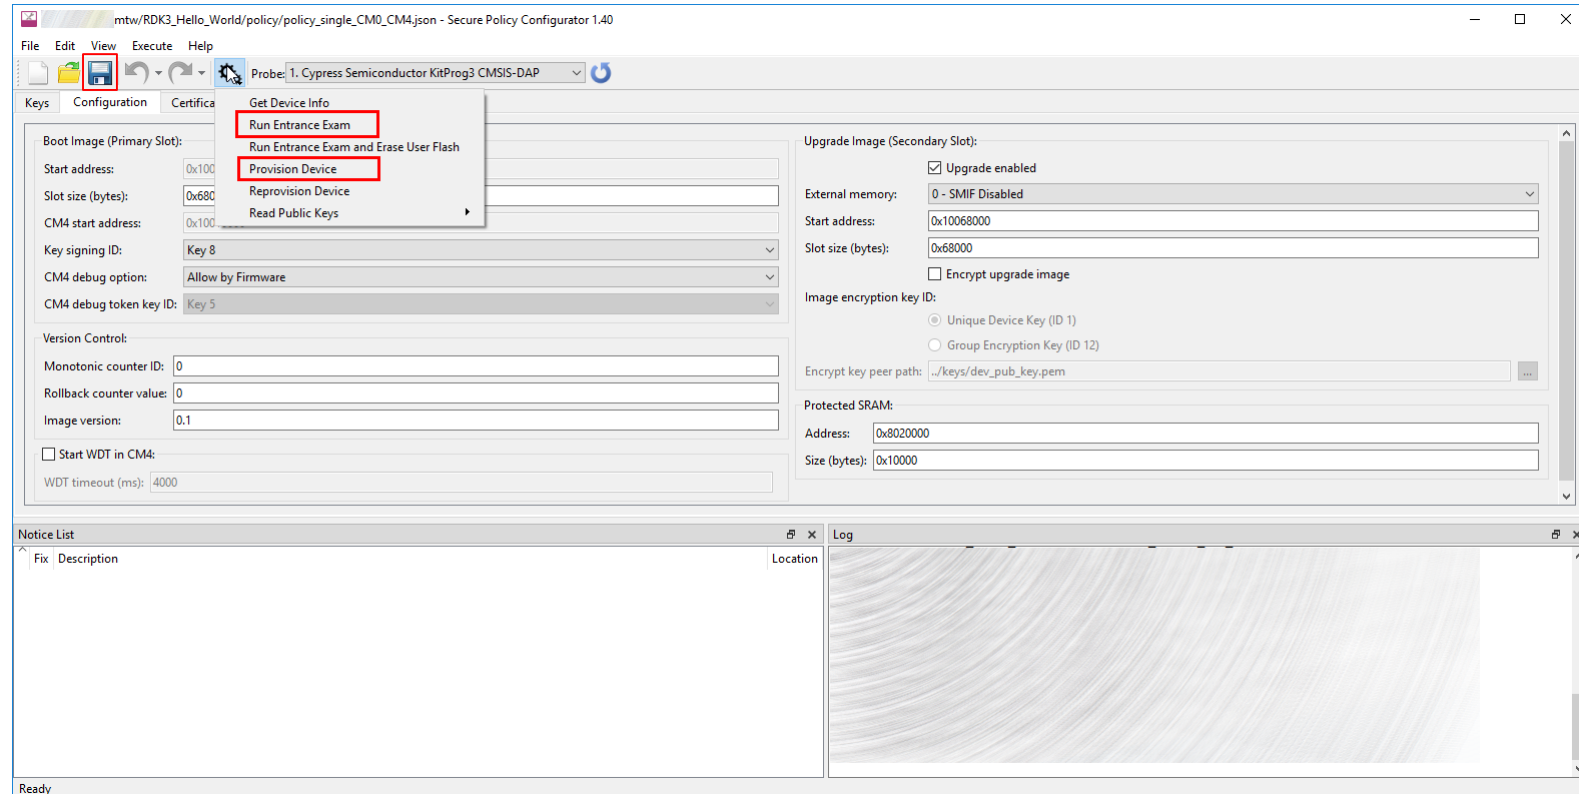 mtw/RDK3_Hello_World/policy/policy_single_CM0_CM4.json - Secure Policy Configurator 1.40
File Edit View Execute Help
Probe: 1. Cypress Semiconductor KitProg3 CMSIS-DAP
Keys Configuration Certifica
Get Device Info
Run Entrance Exam
Run Entrance Exam and Erase User Flash
Provision Device
Reprovision Device
Read Public Keys
Boot Image (Primary Slot):
Start address: 0x100
Slot size (bytes): 0x680
CM4 start address: 0x100
Key signing ID: Key 8
CM4 debug option: Allow by Firmware
CM4 debug token key ID: Key 5
Version Control:
Monotonic counter ID: 0
Rollback counter value: 0
Image version: 0.1
Start WDT in CM4:
WDT timeout (ms): 4000
Upgrade Image (Secondary Slot):
Upgrade enabled
External memory: 0 - SMIF Disabled
Start address: 0x10068000
Slot size (bytes): 0x68000
Encrypt upgrade image
Image encryption key ID:
Unique Device Key (ID 1)
Group Encryption Key (ID 12)
Encrypt key peer path: ../keys/dev_pub_key.pem ...
Protected SRAM:
Address: 0x8020000
Size (bytes): 0x10000
Notice List
Fix Description Location
Log
Ready